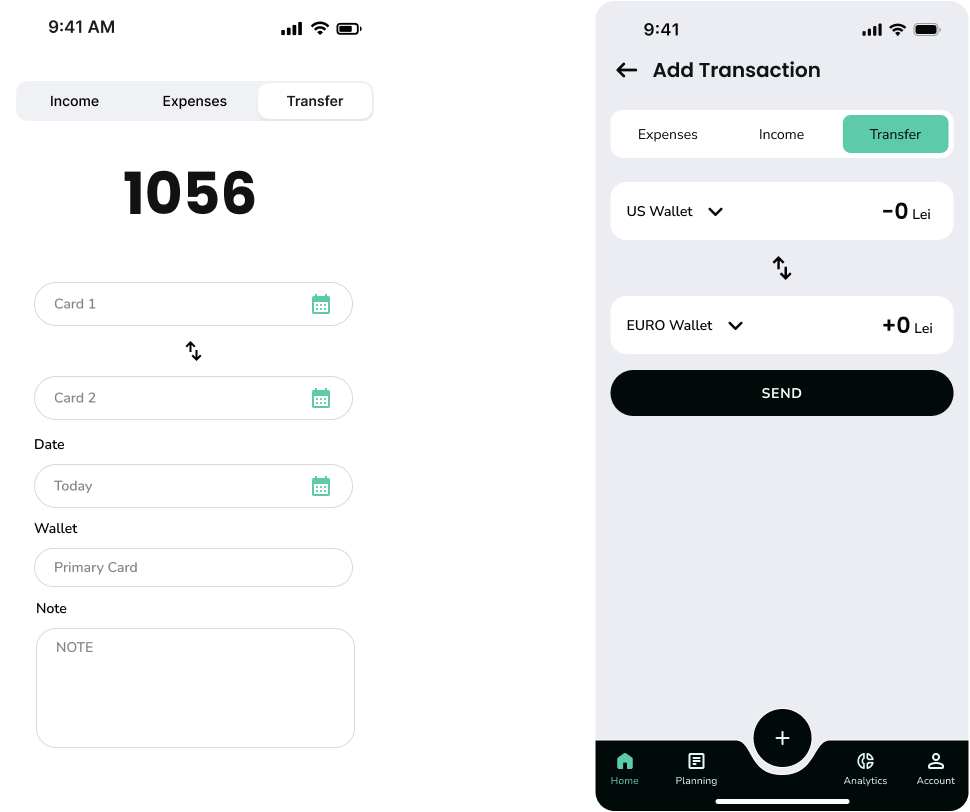 9:41 AM
Income Expenses Transfer
1056
Card 1
Card 2
Date
Today
Wallet
Primary Card
Note
NOTE
9:41
Add Transaction
Expenses Income Transfer
US Wallet -0 Lei
EURO Wallet +0 Lei
SEND
Home Planning Analytics Account